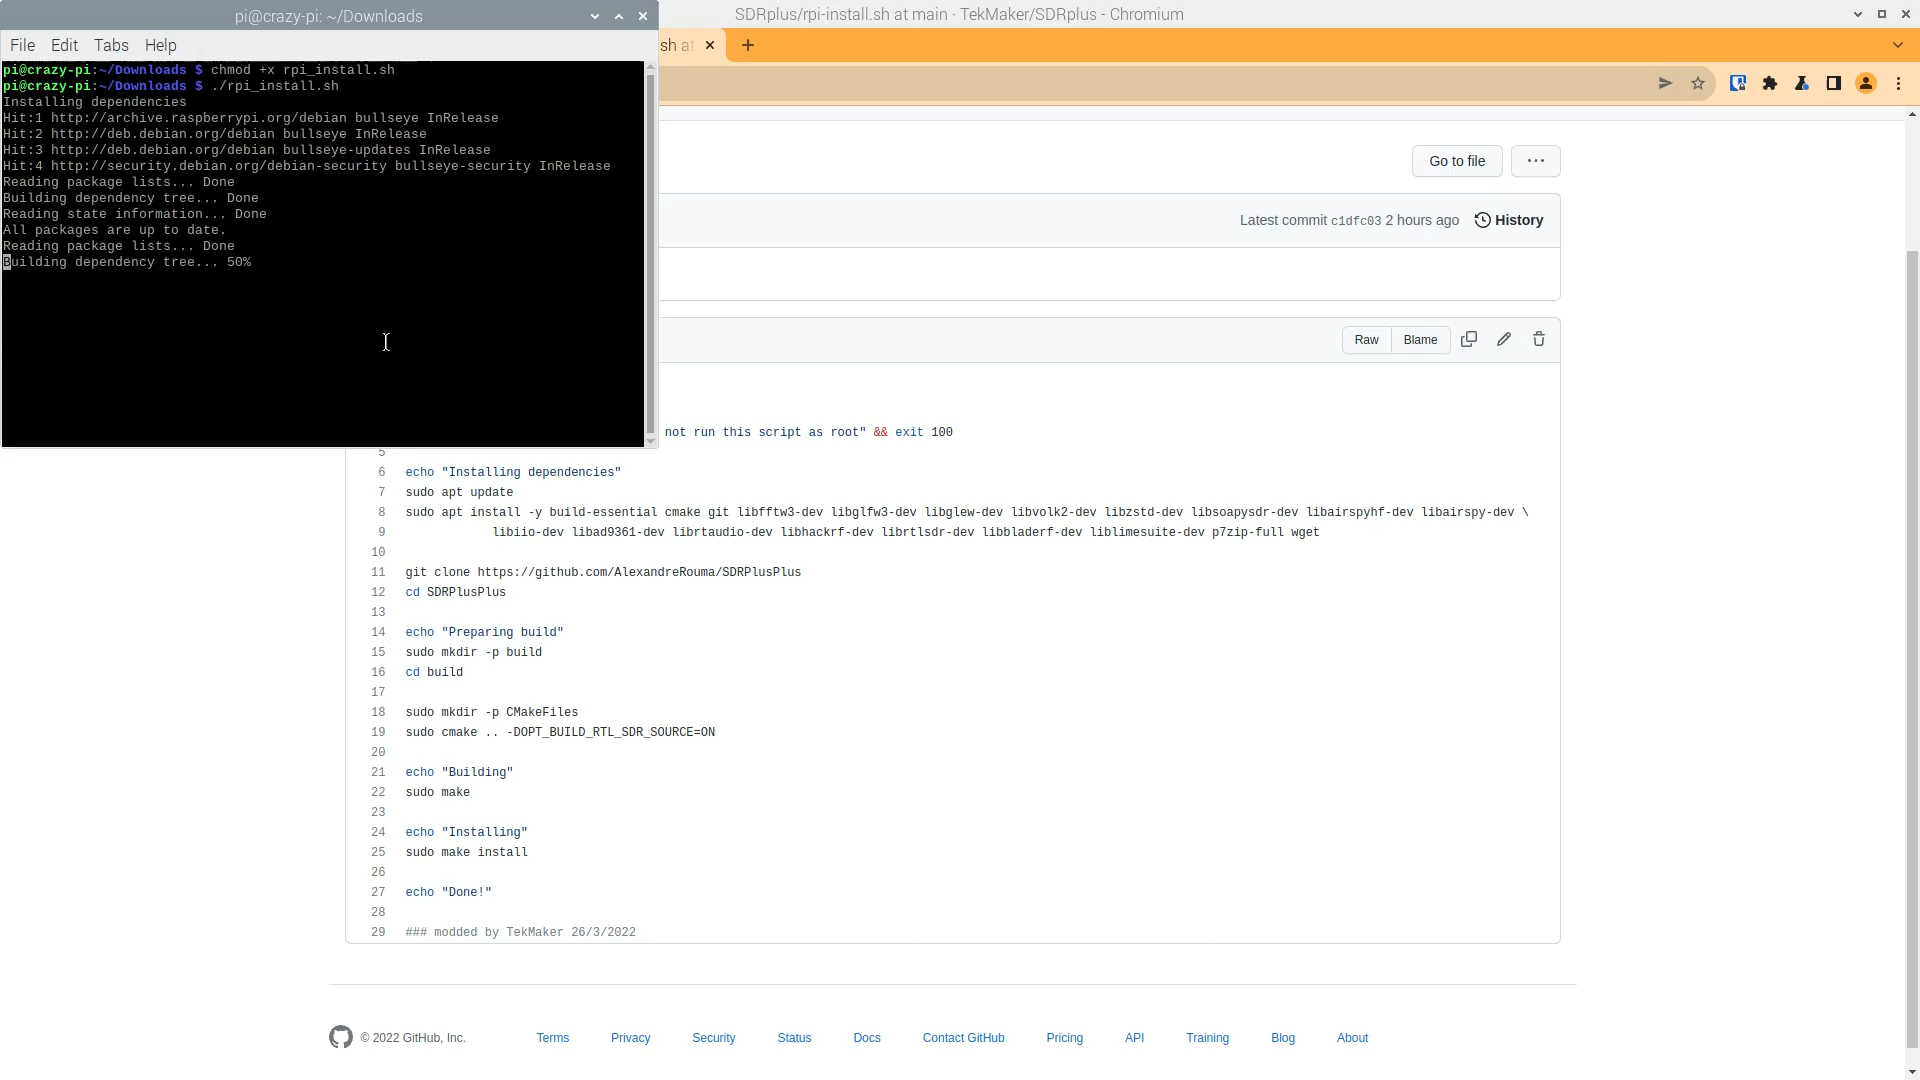 pi@crazy-pi: ~/Downloads
File Edit Tabs Help
pi@crazy-pi:~/Downloads $ chmod +x rpi_install.sh
pi@crazy-pi:~/Downloads $ ./rpi_install.sh
Installing dependencies
Hit:1 http://archive.raspberrypi.org/debian bullseye InRelease
Hit:2 http://deb.debian.org/debian bullseye InRelease
Hit:3 http://deb.debian.org/debian bullseye-updates InRelease
Hit:4 http://security.debian.org/debian-security bullseye-security InRelease
Reading package lists... Done
Building dependency tree... Done
Reading state information... Done
All packages are up to date.
Reading package lists... Done
Building dependency tree... 50%
SDRplus/rpi-install.sh at main · TekMaker/SDRplus - Chromium
sh at
Go to file
Latest commit c1dfc03 2 hours ago History
Raw Blame
not run this script as root" && exit 100
5
6 echo "Installing dependencies"
7 sudo apt update
8 sudo apt install -y build-essential cmake git libfftw3-dev libglfw3-dev libglew-dev libvolk2-dev libzstd-dev libsoapysdr-dev libairspyhf-dev libairspy-dev \
9 libiio-dev libad9361-dev librtaudio-dev libhackrf-dev librtlsdr-dev libbladerf-dev liblimesuite-dev p7zip-full wget
10
11 git clone https://github.com/AlexandreRouma/SDRPlusPlus
12 cd SDRPlusPlus
13
14 echo "Preparing build"
15 sudo mkdir -p build
16 cd build
17
18 sudo mkdir -p CMakeFiles
19 sudo cmake .. -DOPT_BUILD_RTL_SDR_SOURCE=ON
20
21 echo "Building"
22 sudo make
23
24 echo "Installing"
25 sudo make install
26
27 echo "Done!"
28
29 ### modded by TekMaker 26/3/2022
© 2022 GitHub, Inc. Terms Privacy Security Status Docs Contact GitHub Pricing API Training Blog About